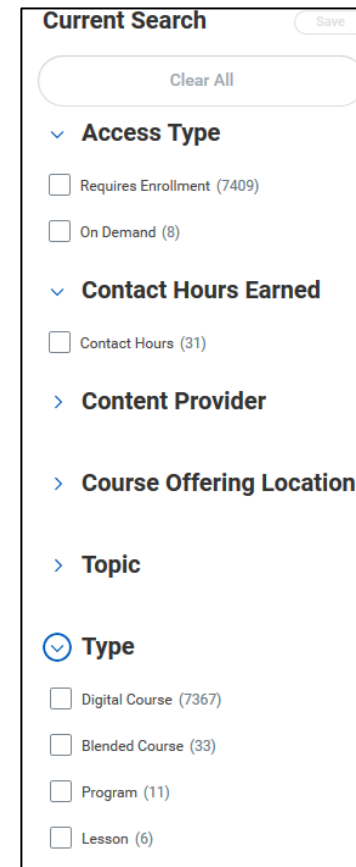 Current Search
Save
Clear All
Access Type
Requires Enrollment (7409)
On Demand (8)
Contact Hours Earned
Contact Hours (31)
Content Provider
Course Offering Location
Topic
Type
Digital Course (7367)
Blended Course (33)
Program (11)
Lesson (6)